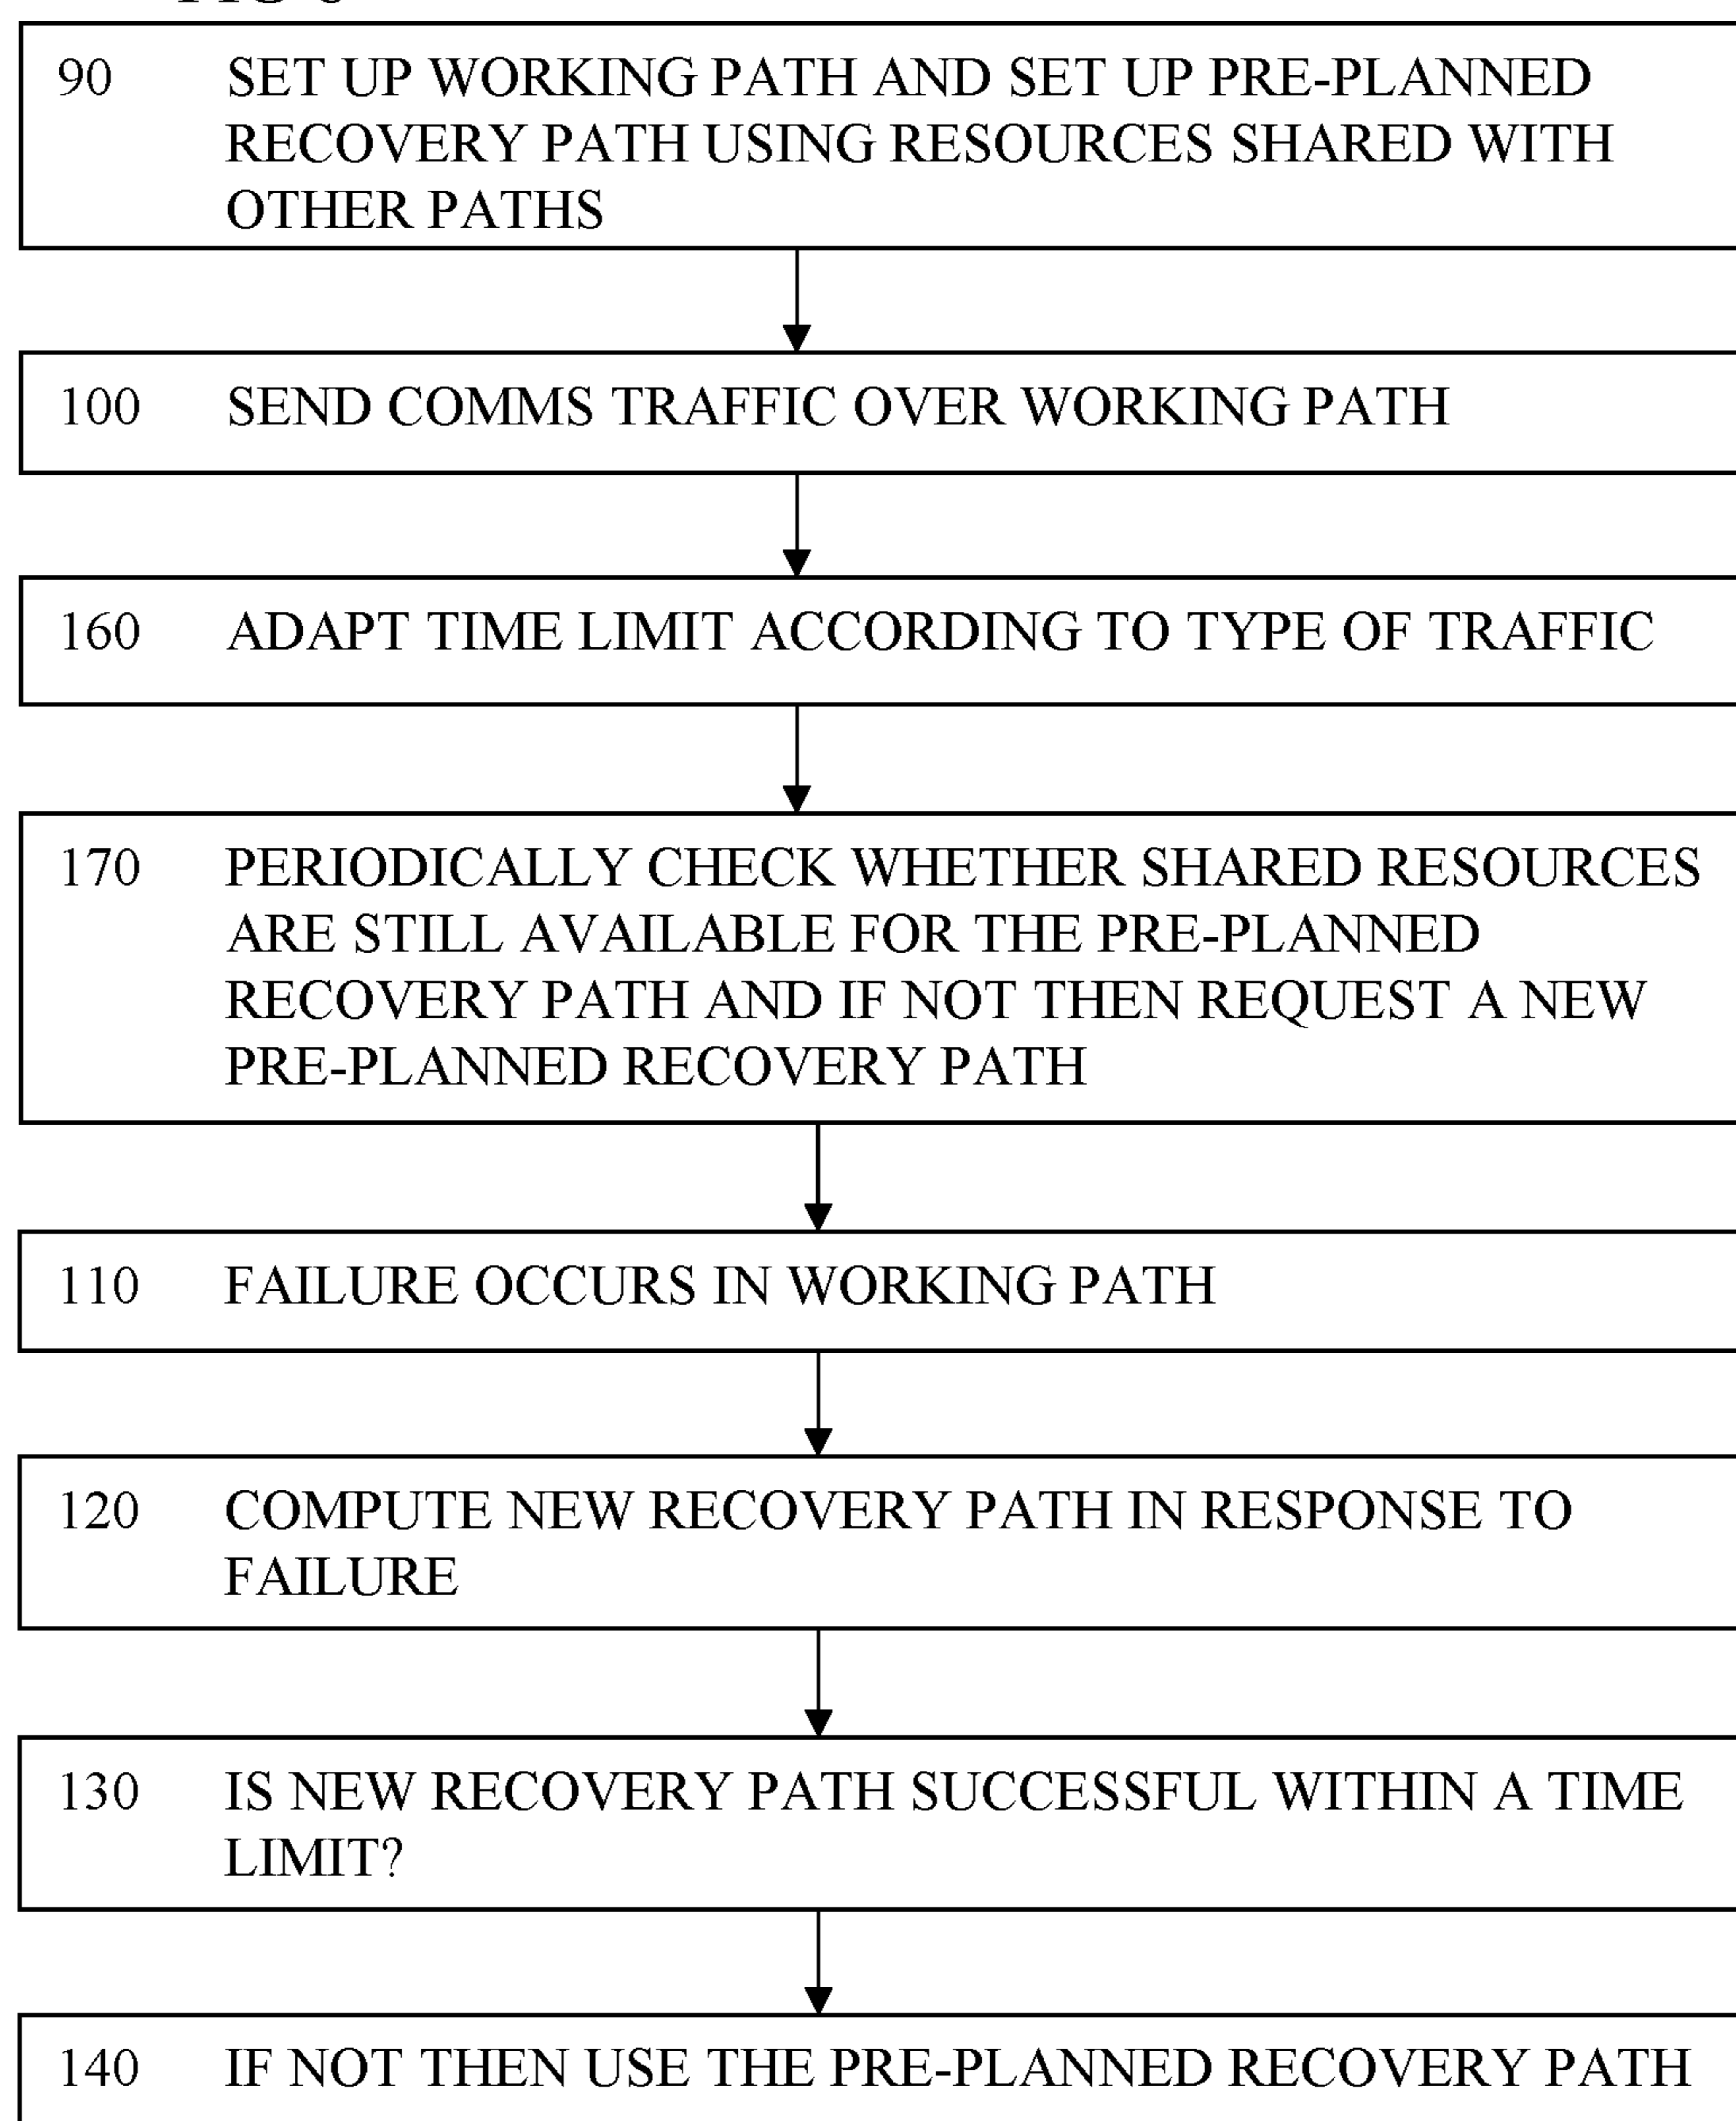 90 SET UP WORKING PATH AND SET UP PRE-PLANNED
RECOVERY PATH USING RESOURCES SHARED WITH
OTHER PATHS
100 SEND COMMS TRAFFIC OVER WORKING PATH
160 ADAPT TIME LIMIT ACCORDING TO TYPE OF TRAFFIC
170 PERIODICALLY CHECK WHETHER SHARED RESOURCES
ARE STILL AVAILABLE FOR THE PRE-PLANNED
RECOVERY PATH AND IF NOT THEN REQUEST A NEW
PRE-PLANNED RECOVERY PATH
110 FAILURE OCCURS IN WORKING PATH
120 COMPUTE NEW RECOVERY PATH IN RESPONSE TO
FAILURE
130 IS NEW RECOVERY PATH SUCCESSFUL WITHIN A TIME
LIMIT?
140 IF NOT THEN USE THE PRE-PLANNED RECOVERY PATH